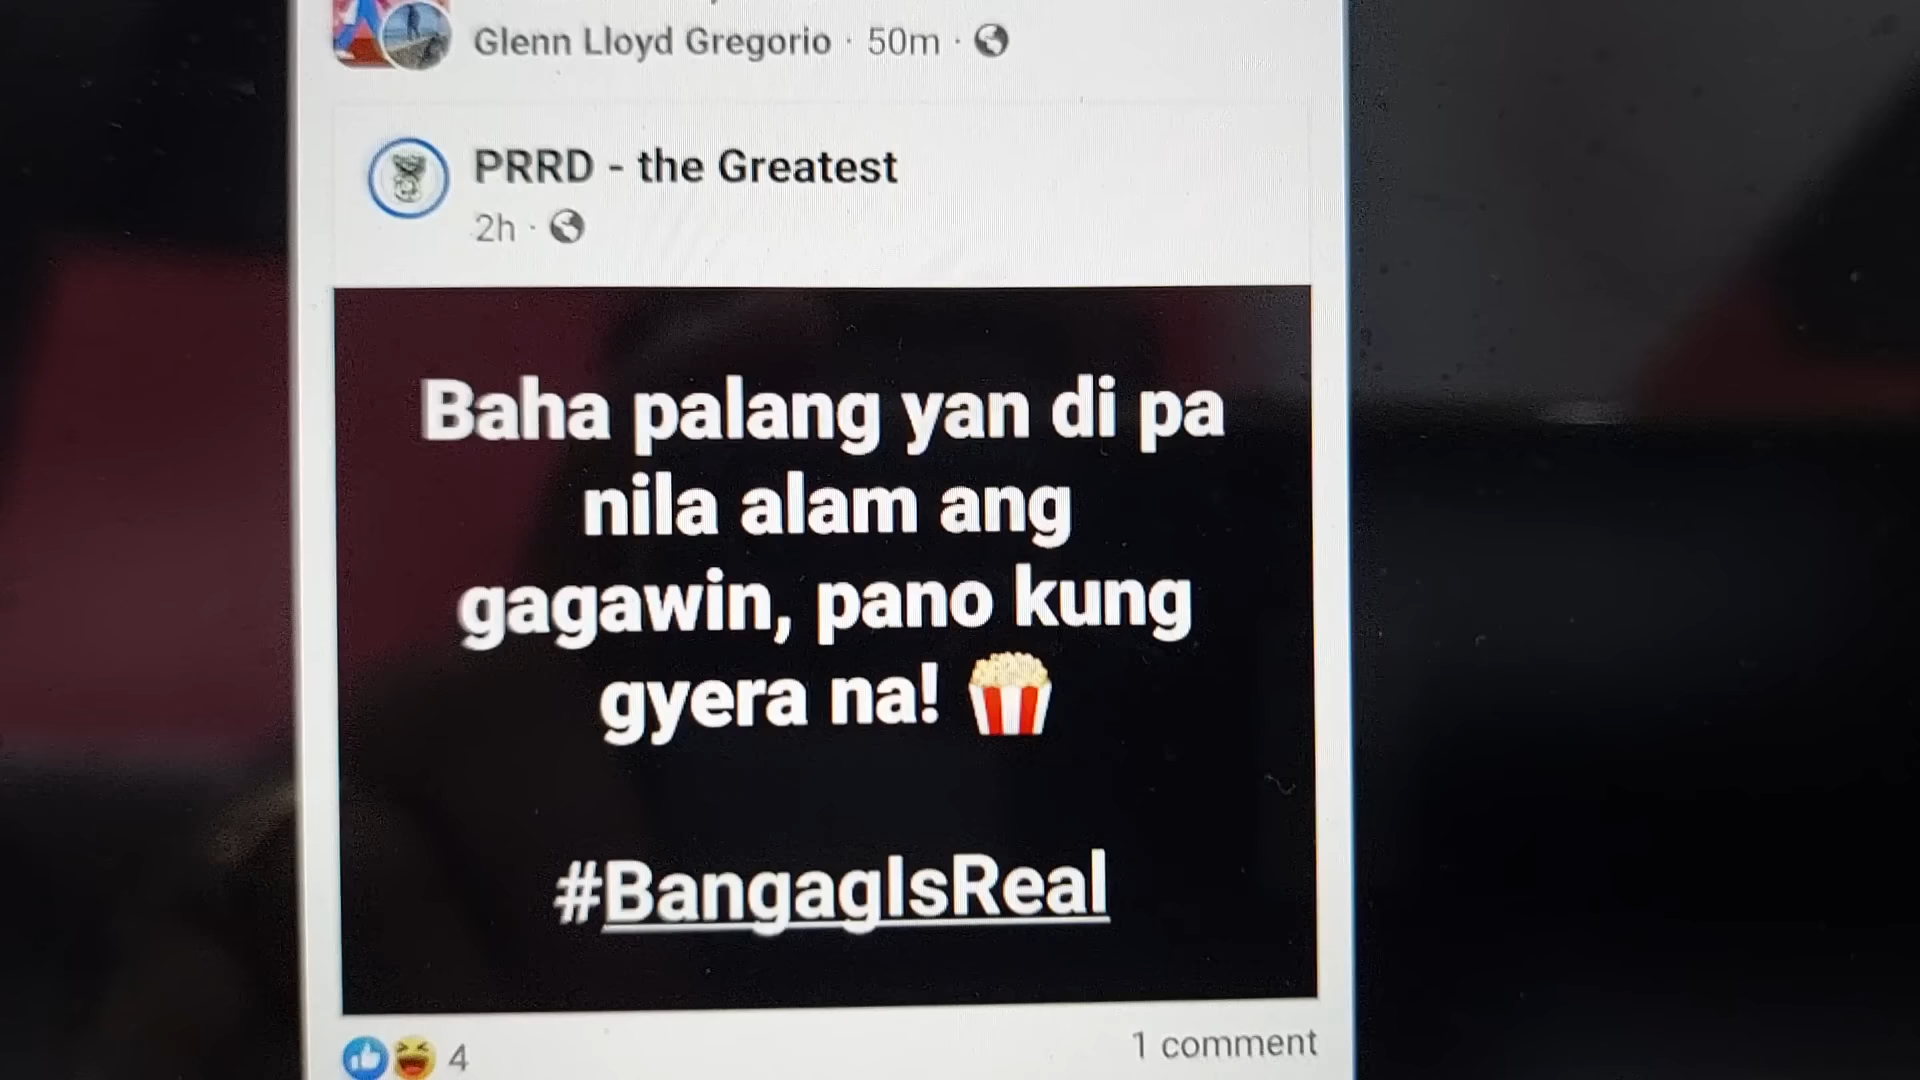 Glenn Lloyd Gregorio · 50m ·
PRRD - the Greatest
2h ·
Baha palang yan di pa
nila alam ang
gagawin, pano kung
gyera na! 🍿
#BangagIsReal
4
1 comment